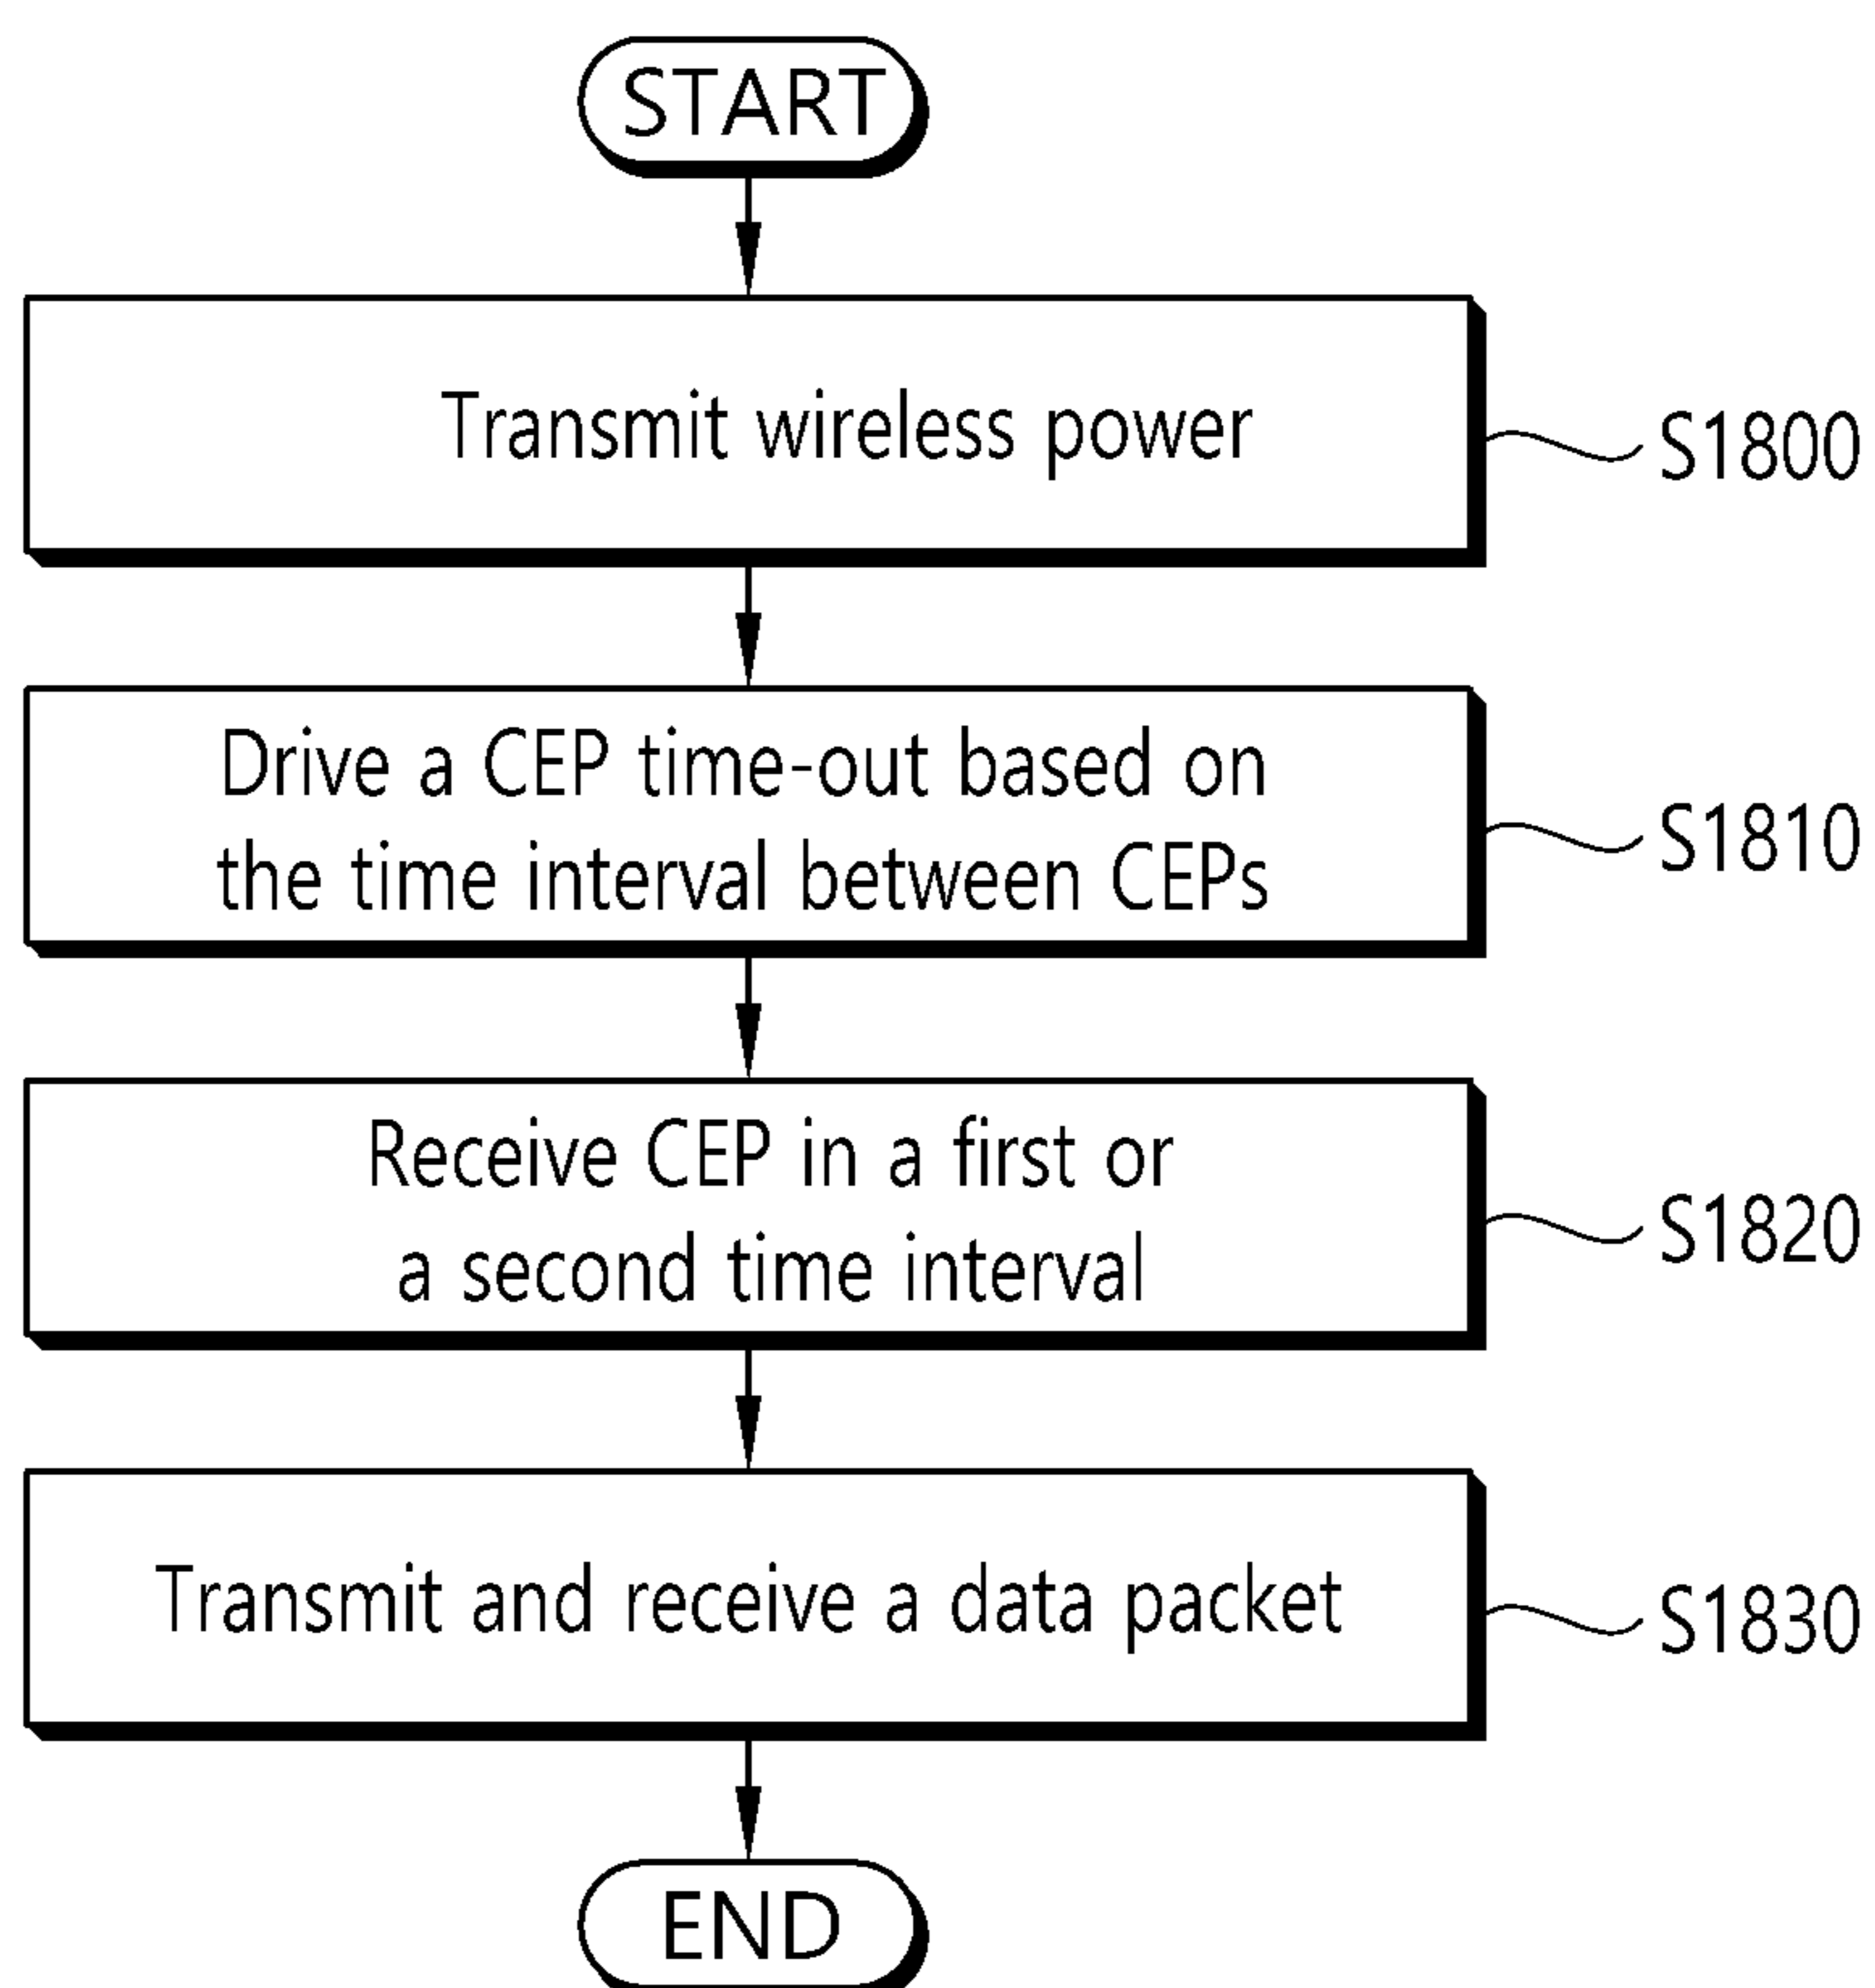 START
Transmit wireless power
S1800
Drive a CEP time-out based on
the time interval between CEPs
S1810
Receive CEP in a first or
a second time interval
S1820
Transmit and receive a data packet
S1830
END